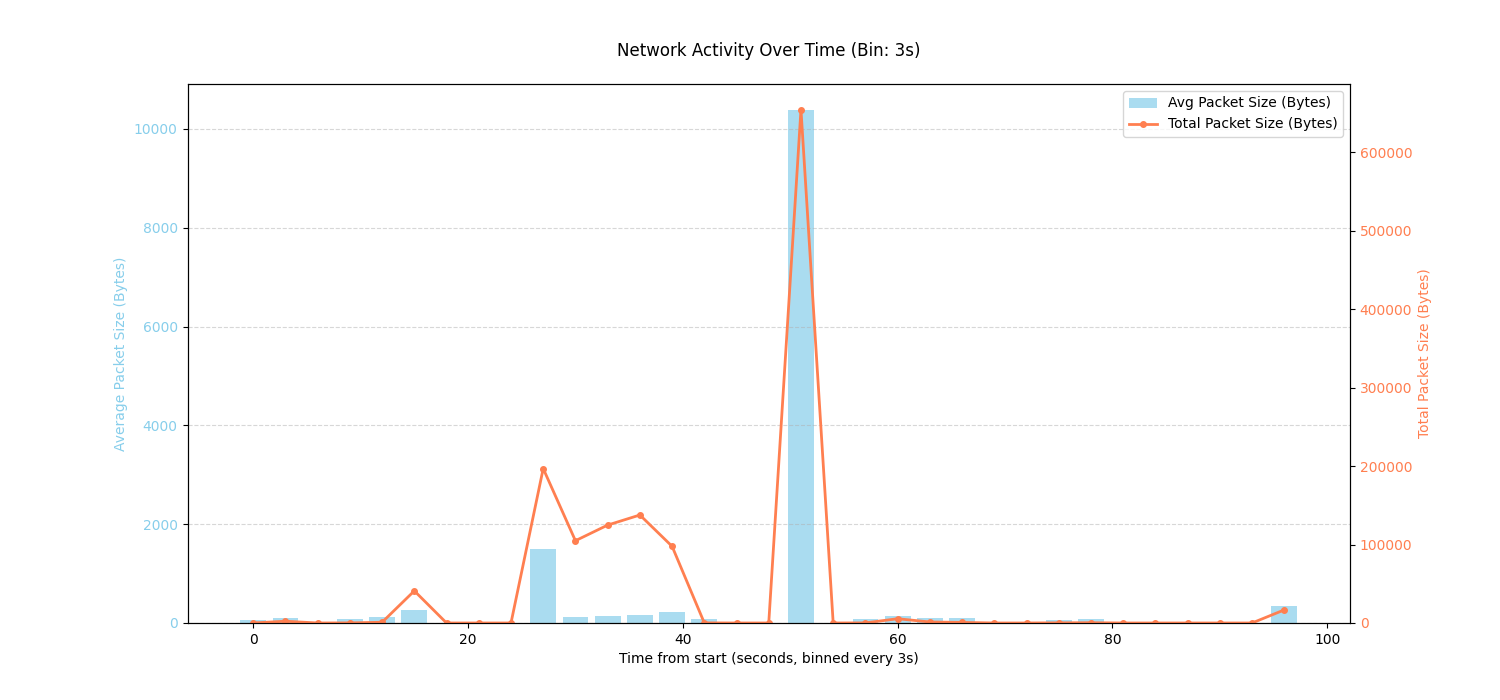 Network Activity Over Time (Bin: 3s)
Avg Packet Size (Bytes)
Total Packet Size (Bytes)
Average Packet Size (Bytes)
10000
8000
6000
4000
2000
0
600000
500000
400000
300000
200000
100000
0
Total Packet Size (Bytes)
0 20 40 60 80 100
Time from start (seconds, binned every 3s)